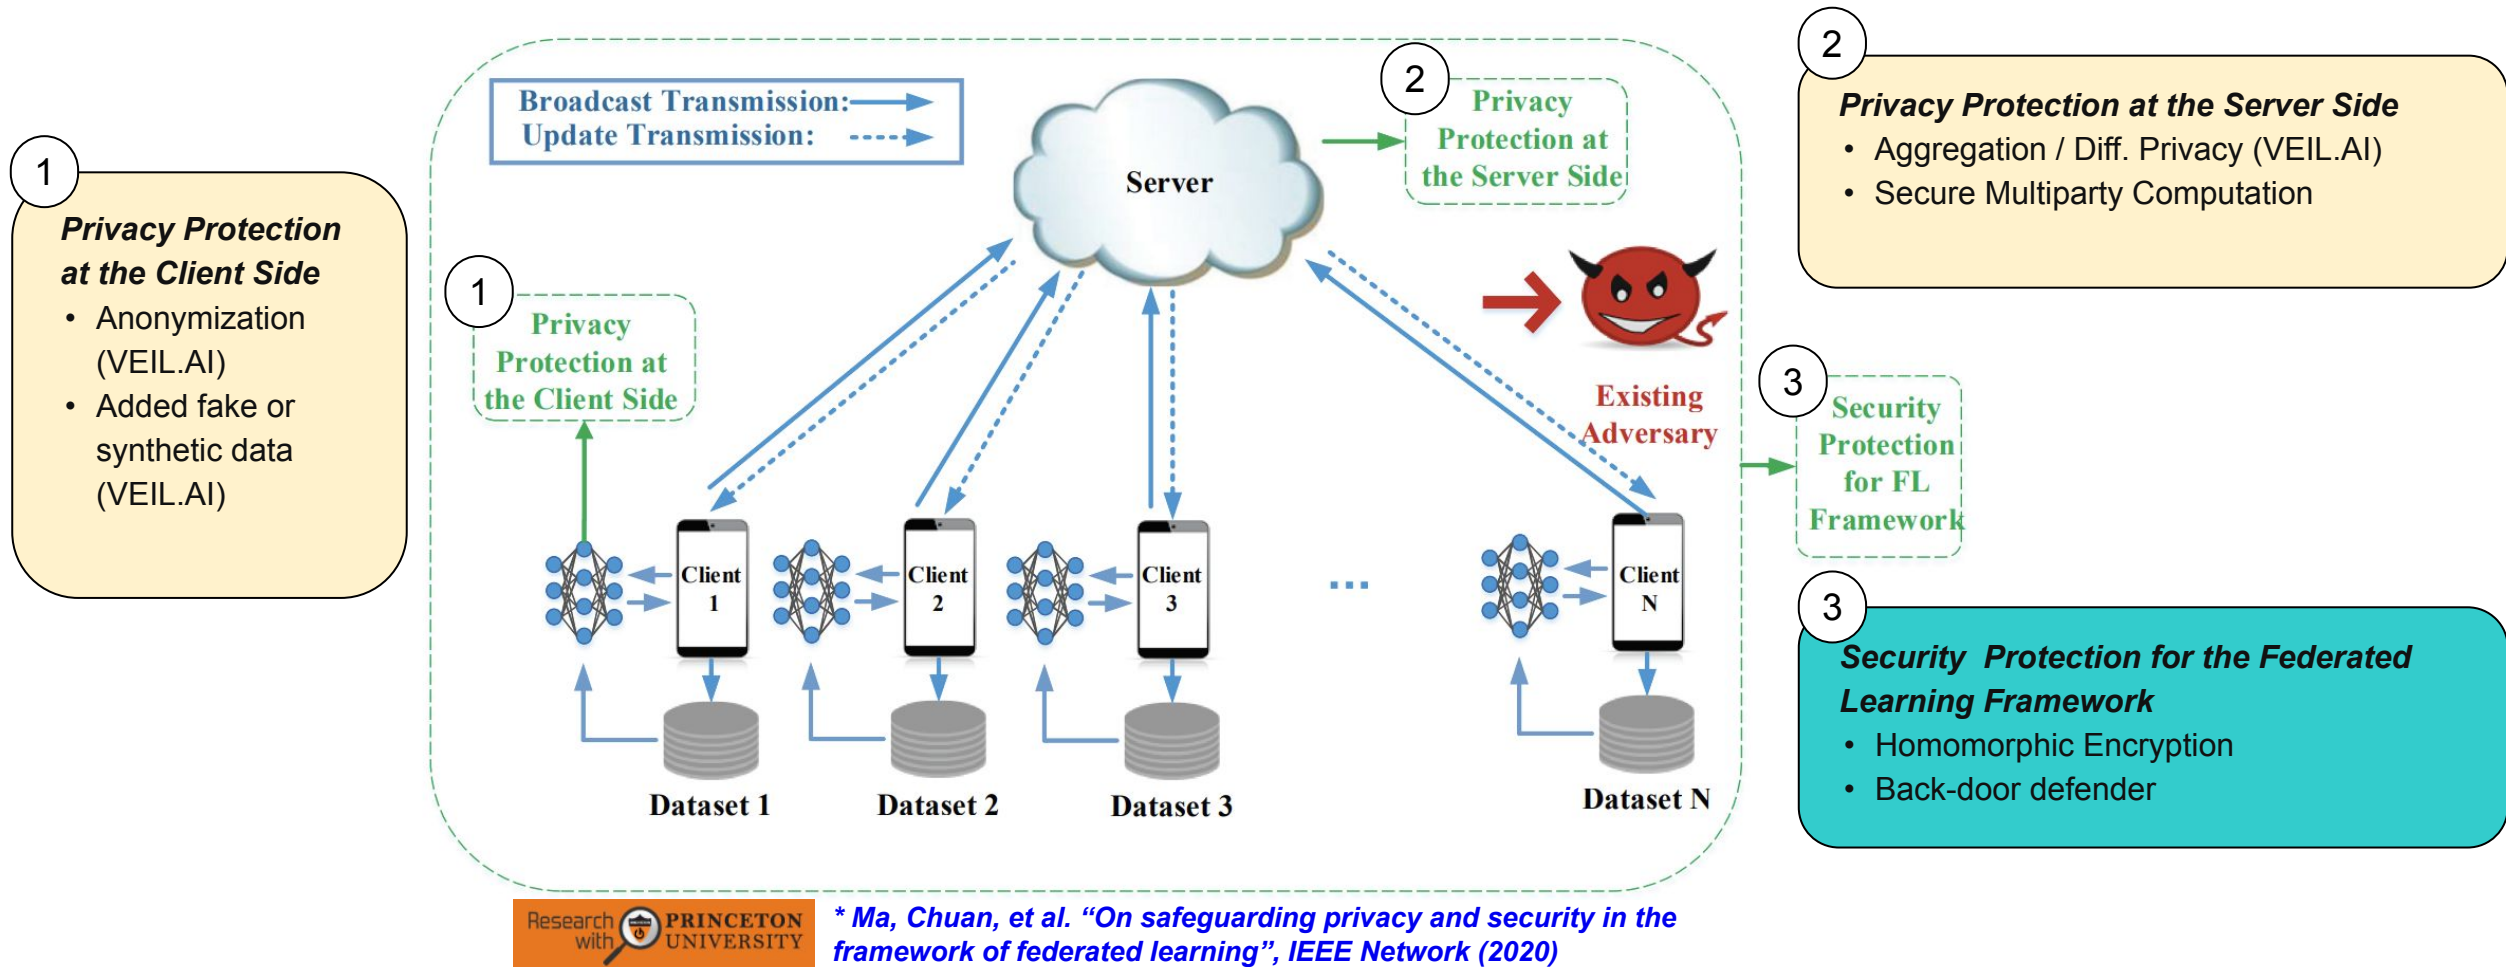 1
Privacy Protection
at the Client Side
• Anonymization
(VEIL.AI)
• Added fake or
synthetic data
(VEIL.AI)
Broadcast Transmission:
Update Transmission:
Server
2
Privacy
Protection at
the Server Side
1
Privacy
Protection at
the Client Side
Existing
Adversary
3
Security
Protection
for FL
Framework
Client
1
Client
2
Client
3
...
Client
N
Dataset 1
Dataset 2
Dataset 3
Dataset N
2
Privacy Protection at the Server Side
• Aggregation / Diff. Privacy (VEIL.AI)
• Secure Multiparty Computation
3
Security  Protection for the Federated
Learning Framework
• Homomorphic Encryption
• Back-door defender
Research
with
PRINCETON
UNIVERSITY
* Ma, Chuan, et al. “On safeguarding privacy and security in the
framework of federated learning”, IEEE Network (2020)